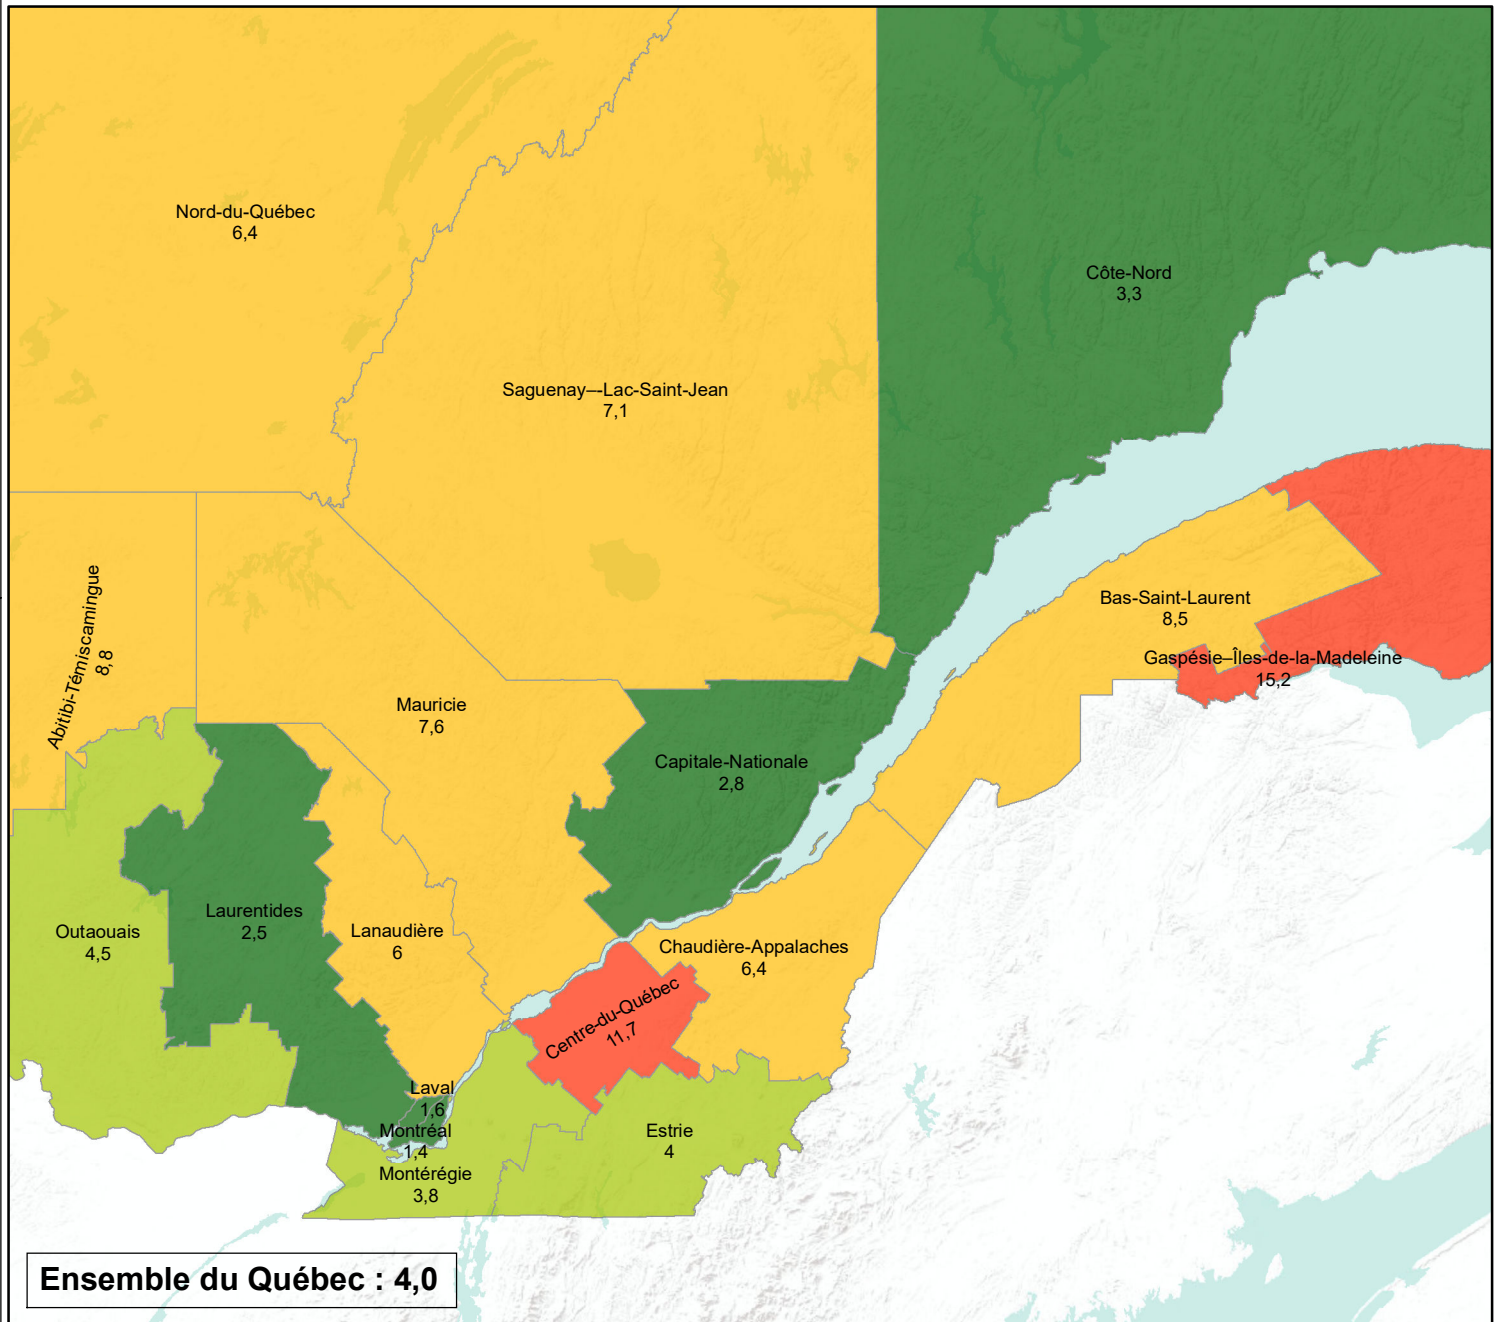 Nord-du-Québec
6,4
Côte-Nord
3,3
Saguenay–-Lac-Saint-Jean
7,1
Abitibi-Témiscamingue
8,8
Bas-Saint-Laurent
8,5
Gaspésie–Îles-de-la-Madeleine
15,2
Mauricie
7,6
Capitale-Nationale
2,8
Laurentides
2,5
Outaouais
4,5
Lanaudière
6
Chaudière-Appalaches
6,4
Centre-du-Québec
11,7
Laval
1,6
Montréal
1,4
Estrie
4
Montérégie
3,8
Ensemble du Québec : 4,0